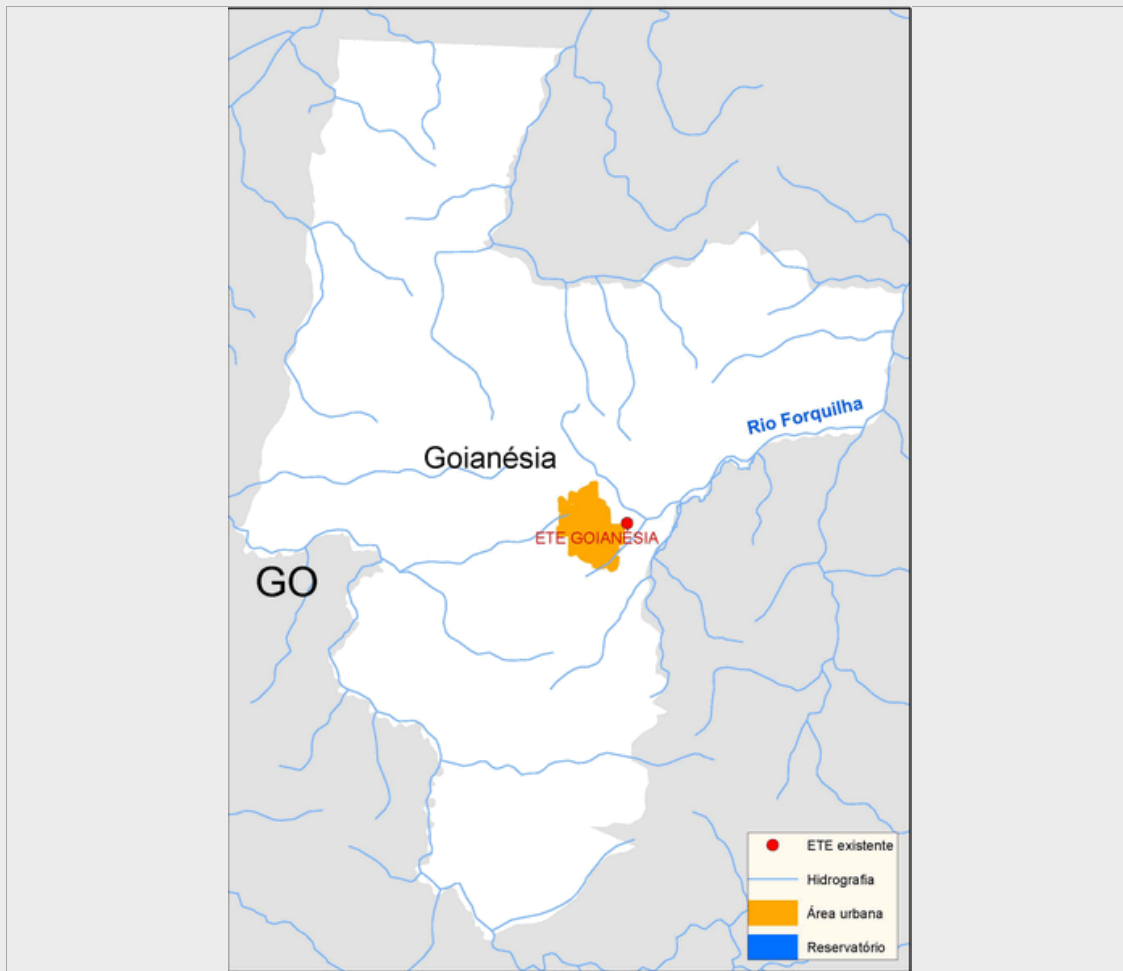 Rio Forquilha
Goianésia
ETE GOIANÉSIA
GO
ETE existente
Hidrografia
Área urbana
Reservatório